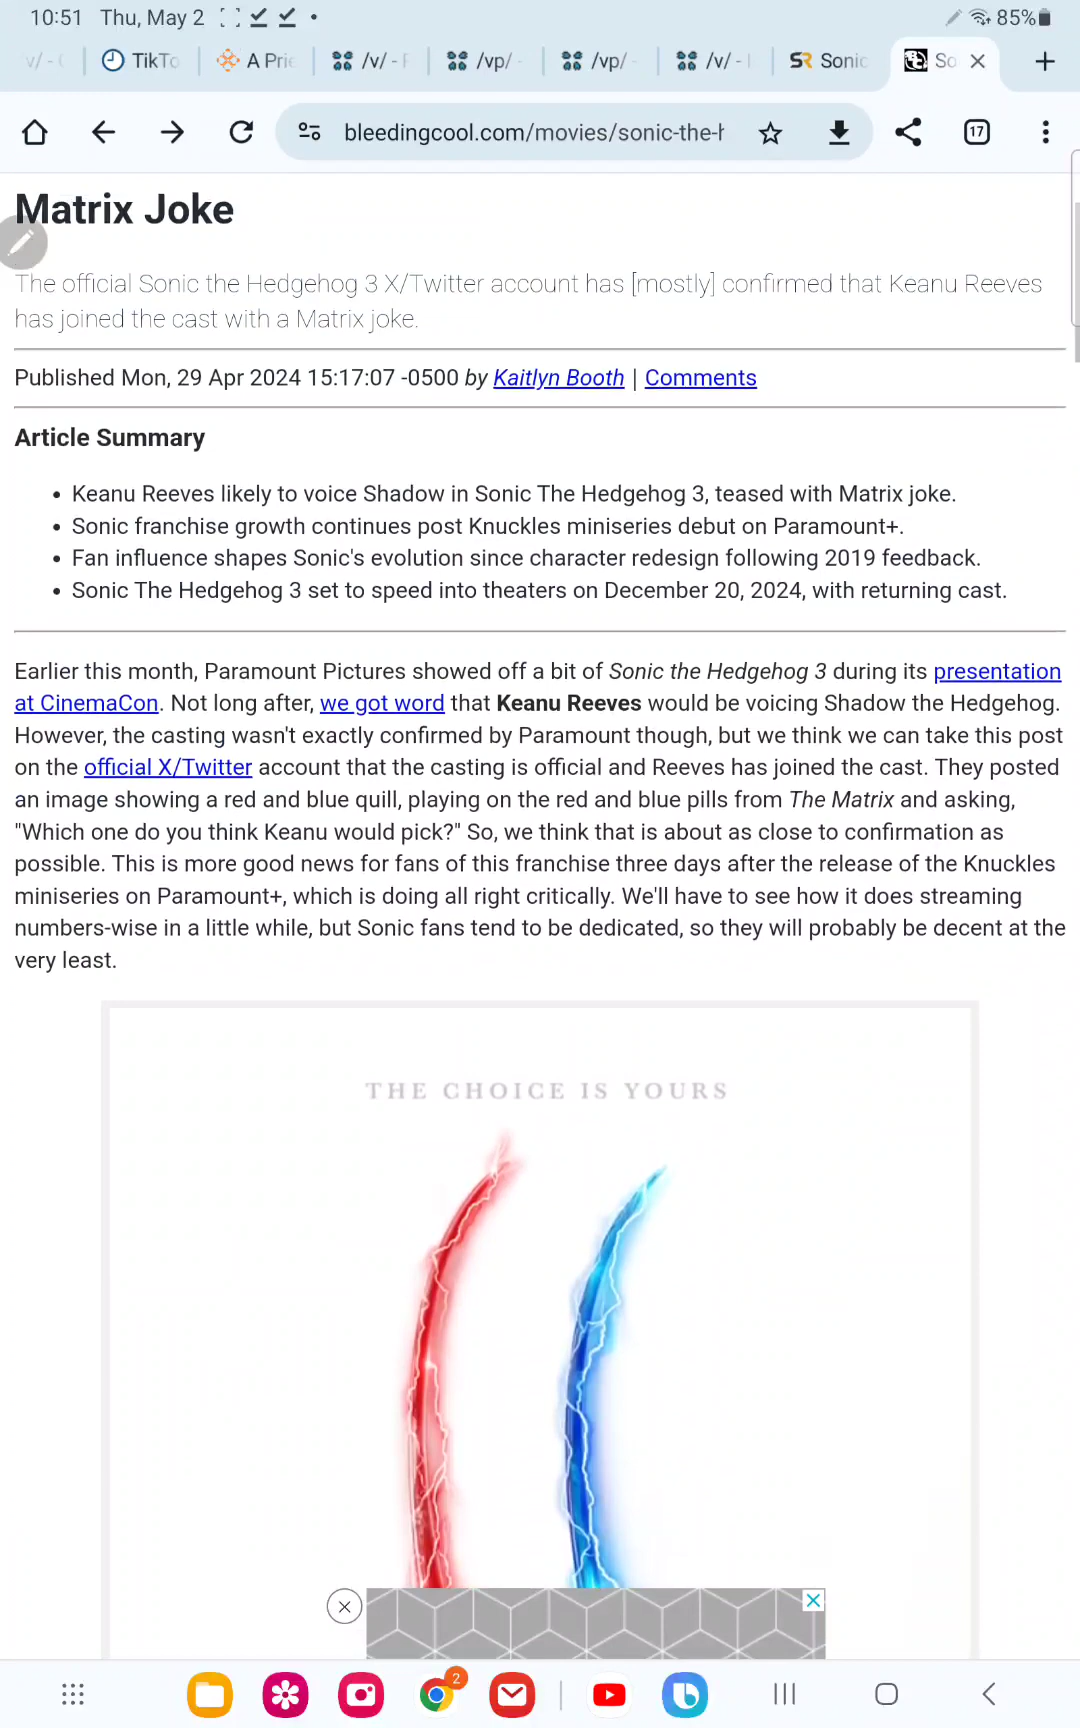 10:51 Thu, May 2
85%
TikTo
A Prie
/v/ -
/vp/ -
/vp/ -
/v/ -
Sonic
So
bleedingcool.com/movies/sonic-the-h
17
Matrix Joke
The official Sonic the Hedgehog 3 X/Twitter account has [mostly] confirmed that Keanu Reeves
has joined the cast with a Matrix joke.
Published Mon, 29 Apr 2024 15:17:07 -0500 by Kaitlyn Booth | Comments
Article Summary
• Keanu Reeves likely to voice Shadow in Sonic The Hedgehog 3, teased with Matrix joke.
• Sonic franchise growth continues post Knuckles miniseries debut on Paramount+.
• Fan influence shapes Sonic's evolution since character redesign following 2019 feedback.
• Sonic The Hedgehog 3 set to speed into theaters on December 20, 2024, with returning cast.
Earlier this month, Paramount Pictures showed off a bit of Sonic the Hedgehog 3 during its presentation
at CinemaCon. Not long after, we got word that Keanu Reeves would be voicing Shadow the Hedgehog.
However, the casting wasn't exactly confirmed by Paramount though, but we think we can take this post
on the official X/Twitter account that the casting is official and Reeves has joined the cast. They posted
an image showing a red and blue quill, playing on the red and blue pills from The Matrix and asking,
"Which one do you think Keanu would pick?" So, we think that is about as close to confirmation as
possible. This is more good news for fans of this franchise three days after the release of the Knuckles
miniseries on Paramount+, which is doing all right critically. We'll have to see how it does streaming
numbers-wise in a little while, but Sonic fans tend to be dedicated, so they will probably be decent at the
very least.
THE CHOICE IS YOURS
2